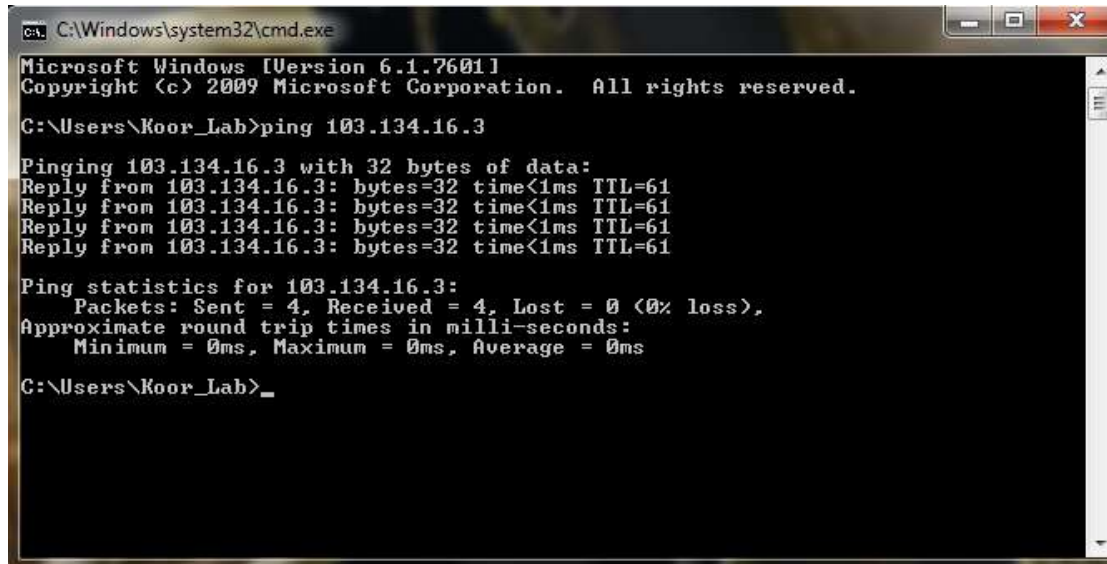 C:\Windows\system32\cmd.exe
Microsoft Windows [Version 6.1.7601]
Copyright (c) 2009 Microsoft Corporation.  All rights reserved.
C:\Users\Koor_Lab>ping 103.134.16.3
Pinging 103.134.16.3 with 32 bytes of data:
Reply from 103.134.16.3: bytes=32 time<1ms TTL=61
Reply from 103.134.16.3: bytes=32 time<1ms TTL=61
Reply from 103.134.16.3: bytes=32 time<1ms TTL=61
Reply from 103.134.16.3: bytes=32 time<1ms TTL=61
Ping statistics for 103.134.16.3:
    Packets: Sent = 4, Received = 4, Lost = 0 (0% loss),
Approximate round trip times in milli-seconds:
    Minimum = 0ms, Maximum = 0ms, Average = 0ms
C:\Users\Koor_Lab>_